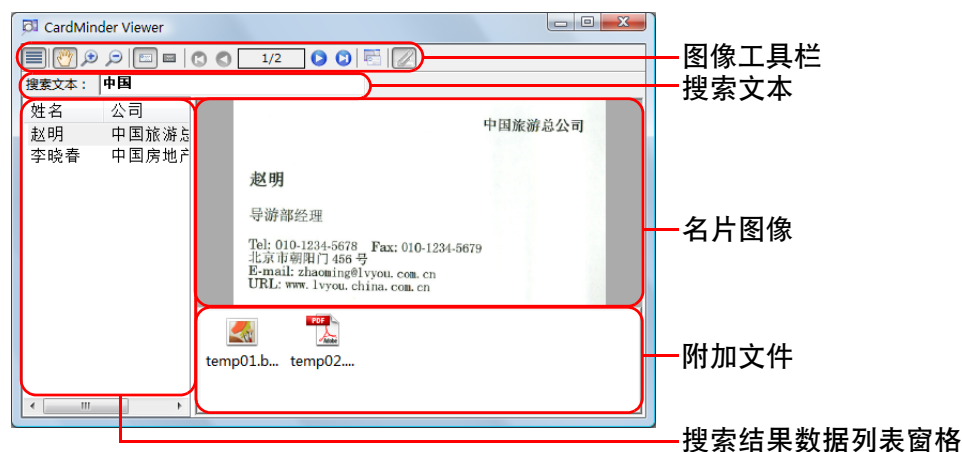 CardMinder Viewer
1/2
图像工具栏
搜素文本： 中国
搜索文本
姓名 公司
赵明 中国旅游总
李晓春 中国房地产
中国旅游总公司
赵明
导游部经理
Tel: 010-1234-5678 Fax: 010-1234-5679
北京市朝阳门 456 号
E-mail: zhaoming@lvyou. com. cn
URL: www. lvyou. china. com. cn
名片图像
PDF
Adobe
temp01.b... temp02....
附加文件
搜索结果数据列表窗格